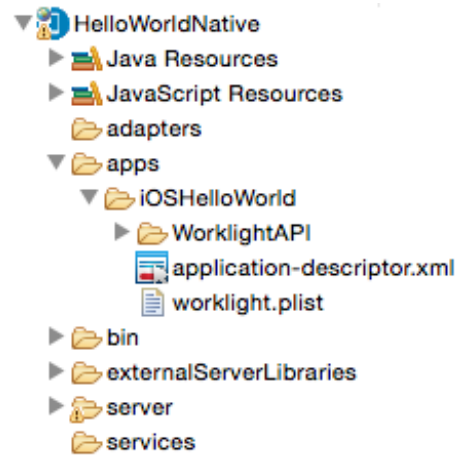 HelloWorldNative
Java Resources
JavaScript Resources
adapters
apps
iOSHelloWorld
WorklightAPI
application-descriptor.xml
worklight.plist
bin
externalServerLibraries
server
services